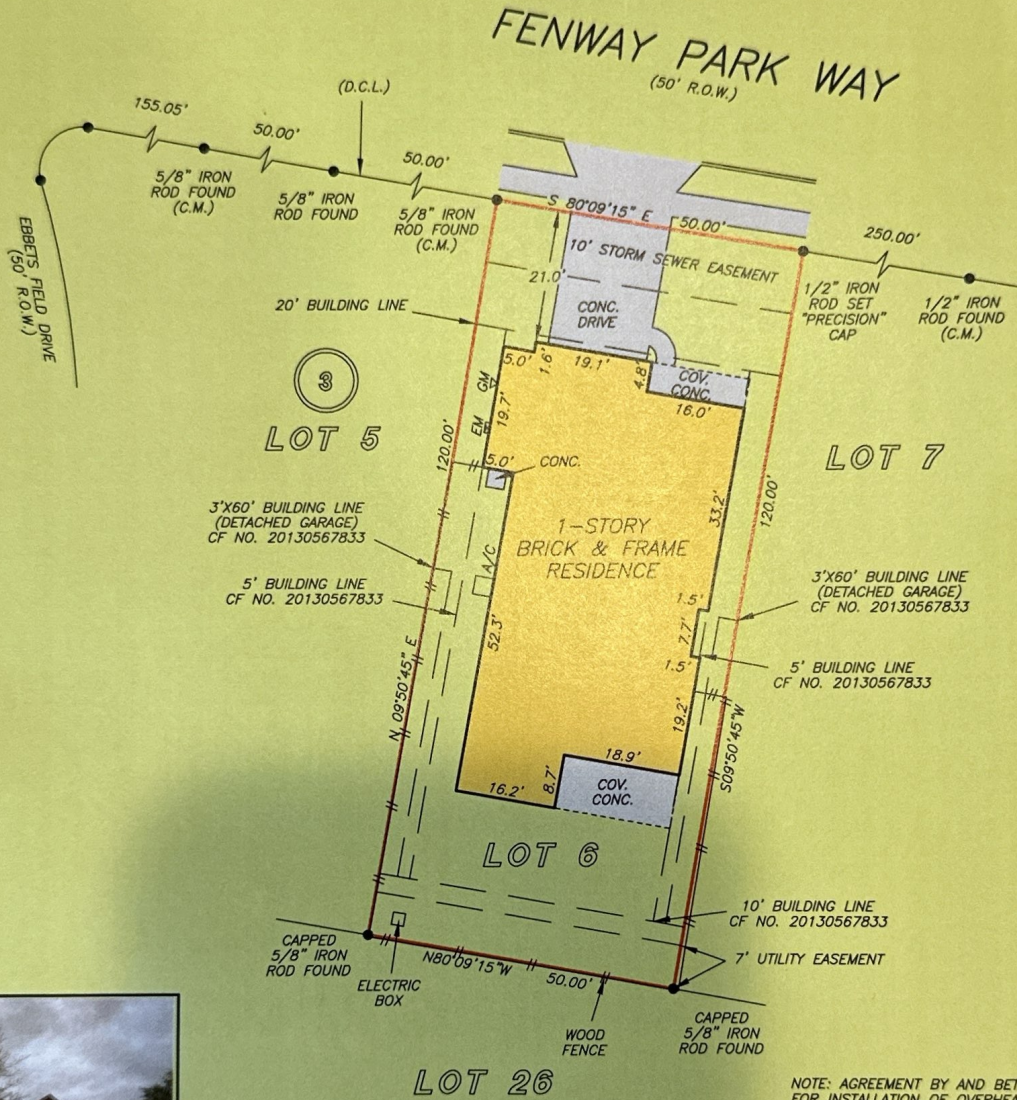 FENWAY PARK WAY
(50' R.O.W.)
(D.C.L.)
155.05'
50.00'
50.00'
5/8" IRON
ROD FOUND
(C.M.)
5/8" IRON
ROD FOUND
5/8" IRON
ROD FOUND
(C.M.)
EBBETS FIELD DRIVE
(50' R.O.W.)
S 80°09'15" E
50.00'
250.00'
10' STORM SEWER EASEMENT
21.0'
1/2" IRON
ROD SET
"PRECISION"
CAP
1/2" IRON
ROD FOUND
(C.M.)
20' BUILDING LINE
CONC.
DRIVE
5.0'
1.6'
19.1'
4.8'
COV.
CONC.
16.0'
3
LOT 5
GM
19.7'
EM
5.0'
CONC.
120.00'
LOT 7
120.00'
33.2'
3'X60' BUILDING LINE
(DETACHED GARAGE)
CF NO. 20130567833
1-STORY
BRICK & FRAME
RESIDENCE
A/C
5' BUILDING LINE
CF NO. 20130567833
3'X60' BUILDING LINE
(DETACHED GARAGE)
CF NO. 20130567833
1.5'
7.7'
1.5'
52.3'
5' BUILDING LINE
CF NO. 20130567833
N 09°50'45" E
19.2'
S09°50'45"W
18.9'
16.2'
8.7'
COV.
CONC.
LOT 6
10' BUILDING LINE
CF NO. 20130567833
CAPPED
5/8" IRON
ROD FOUND
ELECTRIC
BOX
N80°09'15"W
50.00'
7' UTILITY EASEMENT
WOOD
FENCE
CAPPED
5/8" IRON
ROD FOUND
LOT 26
NOTE: AGREEMENT BY AND BET
FOR INSTALLATION OF OVERHEA